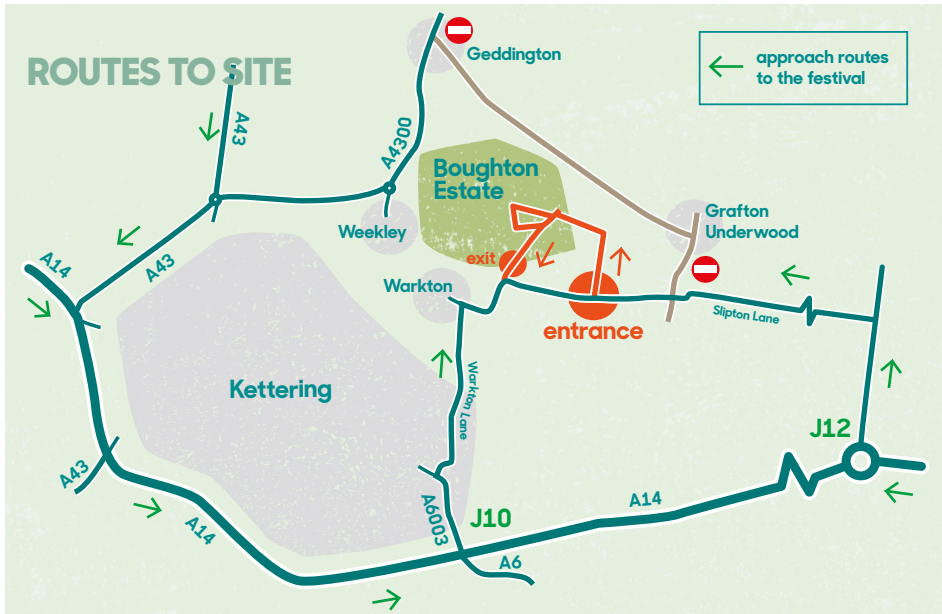 ROUTES TO SITE
Geddington
approach routes
to the festival
A43
A4300
Boughton
Estate
Grafton
Underwood
Weekley
exit
A14
A43
Warkton
Slipton Lane
entrance
Kettering
Warkton Lane
J12
A43
A14
A6003
J10
A14
A6